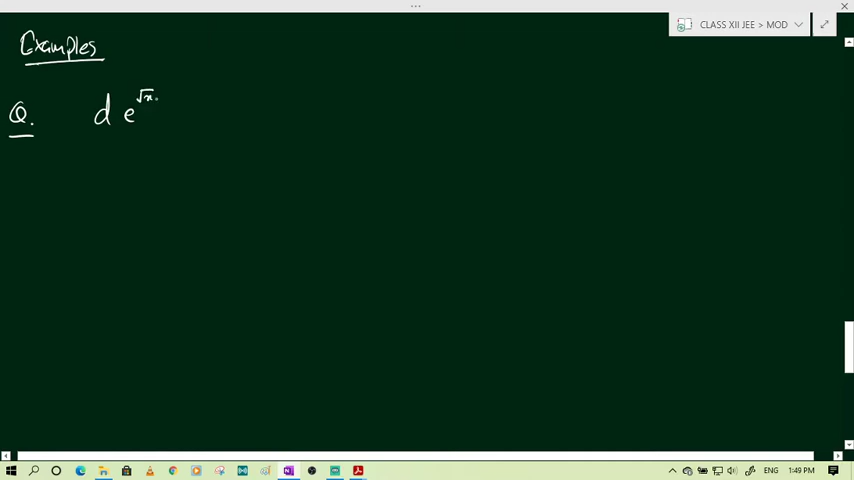 CLASS XII JEE > MOD
Examples
Q. d e^√x
ENG 1:49 PM